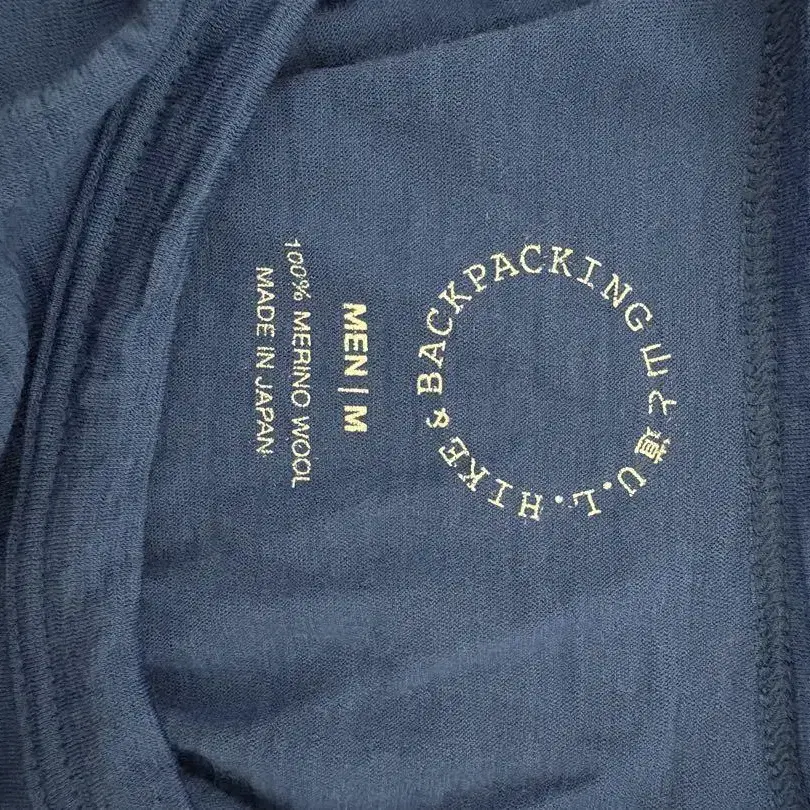 山と道 U.L. HIKE & BACKPACKING
MEN | M
100% MERINO WOOL
MADE IN JAPAN